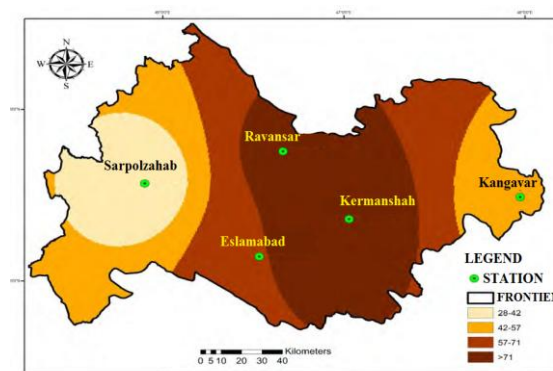 N
W E
S
Ravansar
Sarpolzahab
Kangavar
Kermanshah
Eslamabad
LEGEND
STATION
FRONTIER
28-42
42-57
57-71
>71
Kilometers
0 5 10 20 30 40